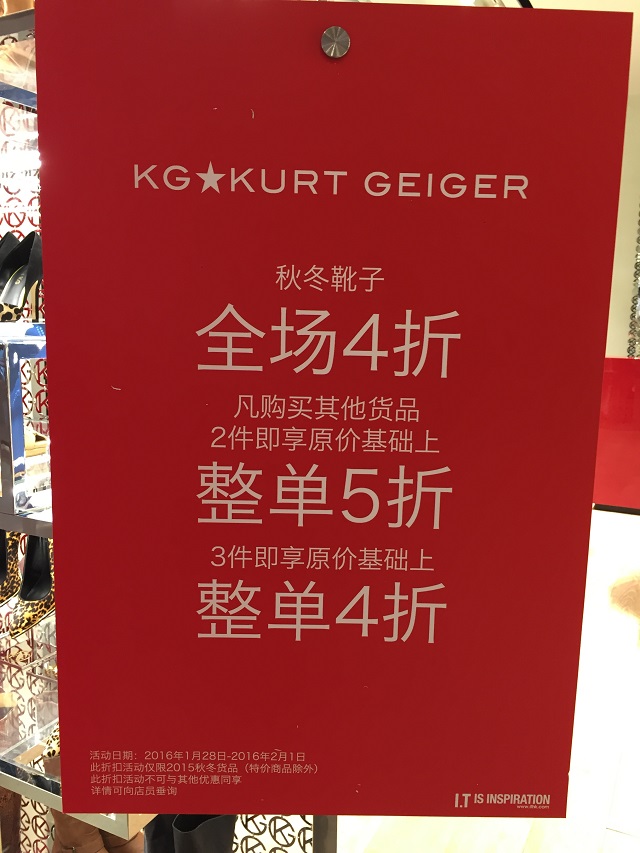 KG★KURT GEIGER
秋冬靴子
全场4折
凡购买其他货品
2件即享原价基础上
整单5折
3件即享原价基础上
整单4折
活动日期：2016年1月28日-2016年2月1日
此折扣活动仅限2015秋冬货品（特价商品除外）
此折扣活动不可与其他优惠同享
详情可向店员垂询
I.T IS INSPIRATION
www.ithk.com